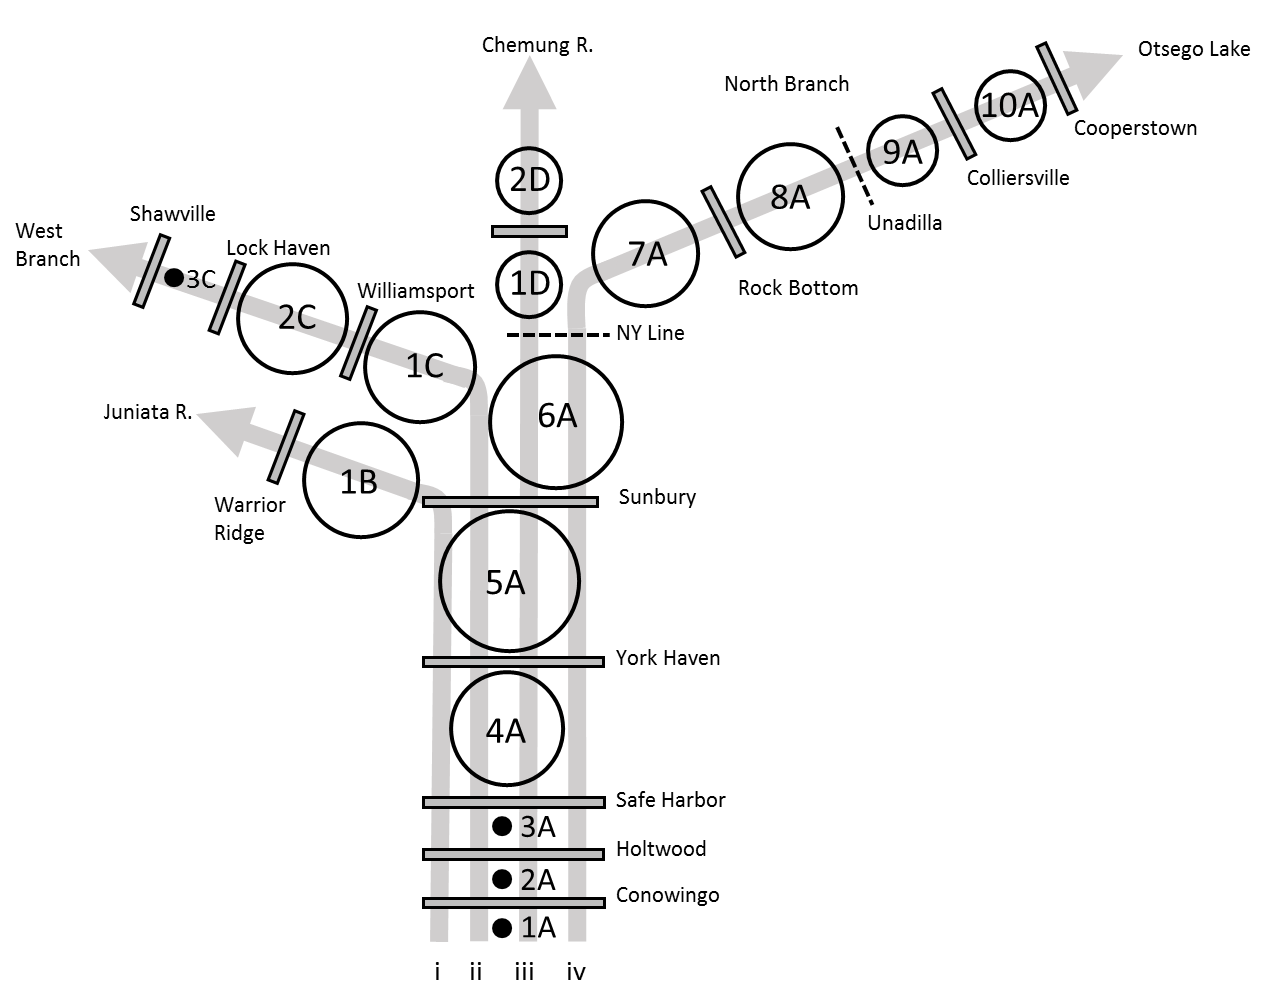 Chemung R.
Otsego Lake
North Branch
10A
Cooperstown
9A
2D
Colliersville
8A
Shawville
Unadilla
West
Branch
Lock Haven
7A
3C
1D
Williamsport
Rock Bottom
2C
NY Line
1C
Juniata R.
6A
1B
Sunbury
Warrior
Ridge
5A
York Haven
4A
Safe Harbor
3A
Holtwood
2A
Conowingo
1A
i ii iii iv